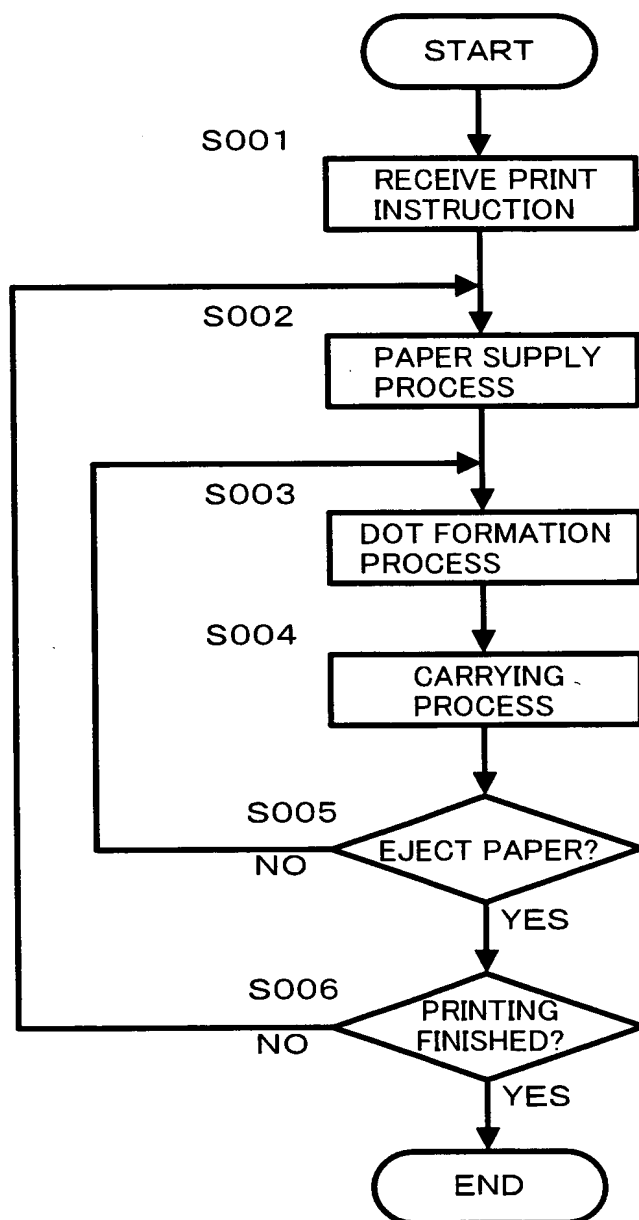 START
S001
RECEIVE PRINT
INSTRUCTION
S002
PAPER SUPPLY
PROCESS
S003
DOT FORMATION
PROCESS
S004
CARRYING
PROCESS
S005
EJECT PAPER?
NO
YES
S006
PRINTING
FINISHED?
NO
YES
END